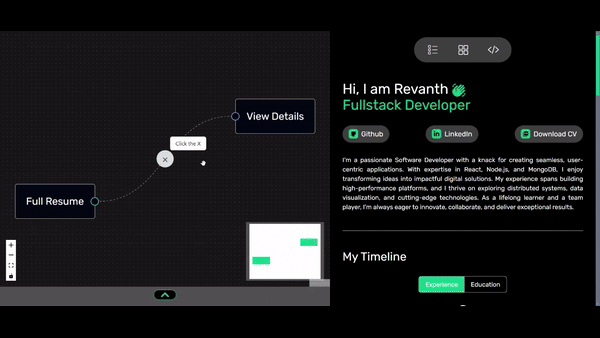 View Details
Click the X
Full Resume
Hi, I am Revanth
Fullstack Developer
Github
LinkedIn
Download CV
I'm a passionate Software Developer with a knack for creating seamless, user-
centric applications. With expertise in React, Node.js, and MongoDB, I enjoy
transforming ideas into impactful digital solutions. My experience spans building
high-performance platforms, and I thrive on exploring distributed systems, data
visualization, and cutting-edge technologies. As a lifelong learner and a team
player, I'm always eager to innovate, collaborate, and deliver exceptional results.
My Timeline
Experience
Education